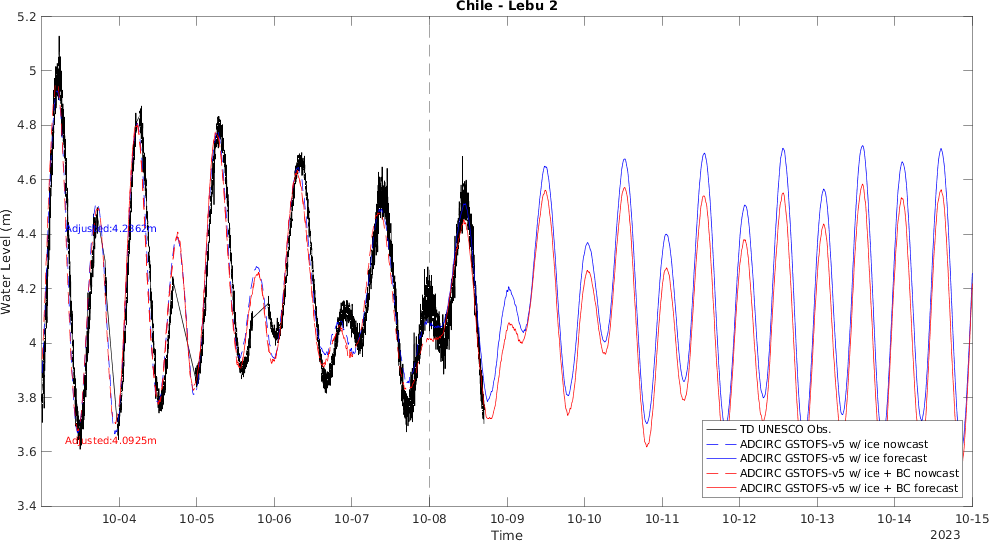 Chile - Lebu 2
5.2
5
4.8
4.6
4.4
4.2
4
3.8
3.6
3.4
Water Level (m)
Adjusted:4.2362m
Adjusted:4.0925m
TD UNESCO Obs.
ADCIRC GSTOFS-v5 w/ ice nowcast
ADCIRC GSTOFS-v5 w/ ice forecast
ADCIRC GSTOFS-v5 w/ ice + BC nowcast
ADCIRC GSTOFS-v5 w/ ice + BC forecast
10-04 10-05 10-06 10-07 10-08 10-09 10-10 10-11 10-12 10-13 10-14 10-15
Time
2023